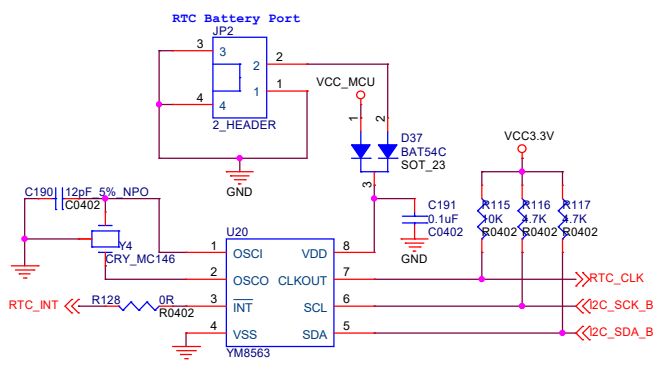 RTC Battery Port
JP2
3
3
2
2
1
1
4
4
2_HEADER
GND
VCC_MCU
1
2
D37
BAT54C
SOT_23
3
VCC3.3V
C190
12pF_5%_NPO
C0402
Y4
CRY_MC146
C191
0.1uF
C0402
GND
R115
10K
R0402
R116
4.7K
R0402
R117
4.7K
R0402
U20
1
OSCI
VDD
8
2
OSCO
CLKOUT
7
RTC_CLK
RTC_INT
R128
0R
R0402
3
INT
SCL
6
I2C_SCK_B
4
VSS
SDA
5
I2C_SDA_B
YM8563